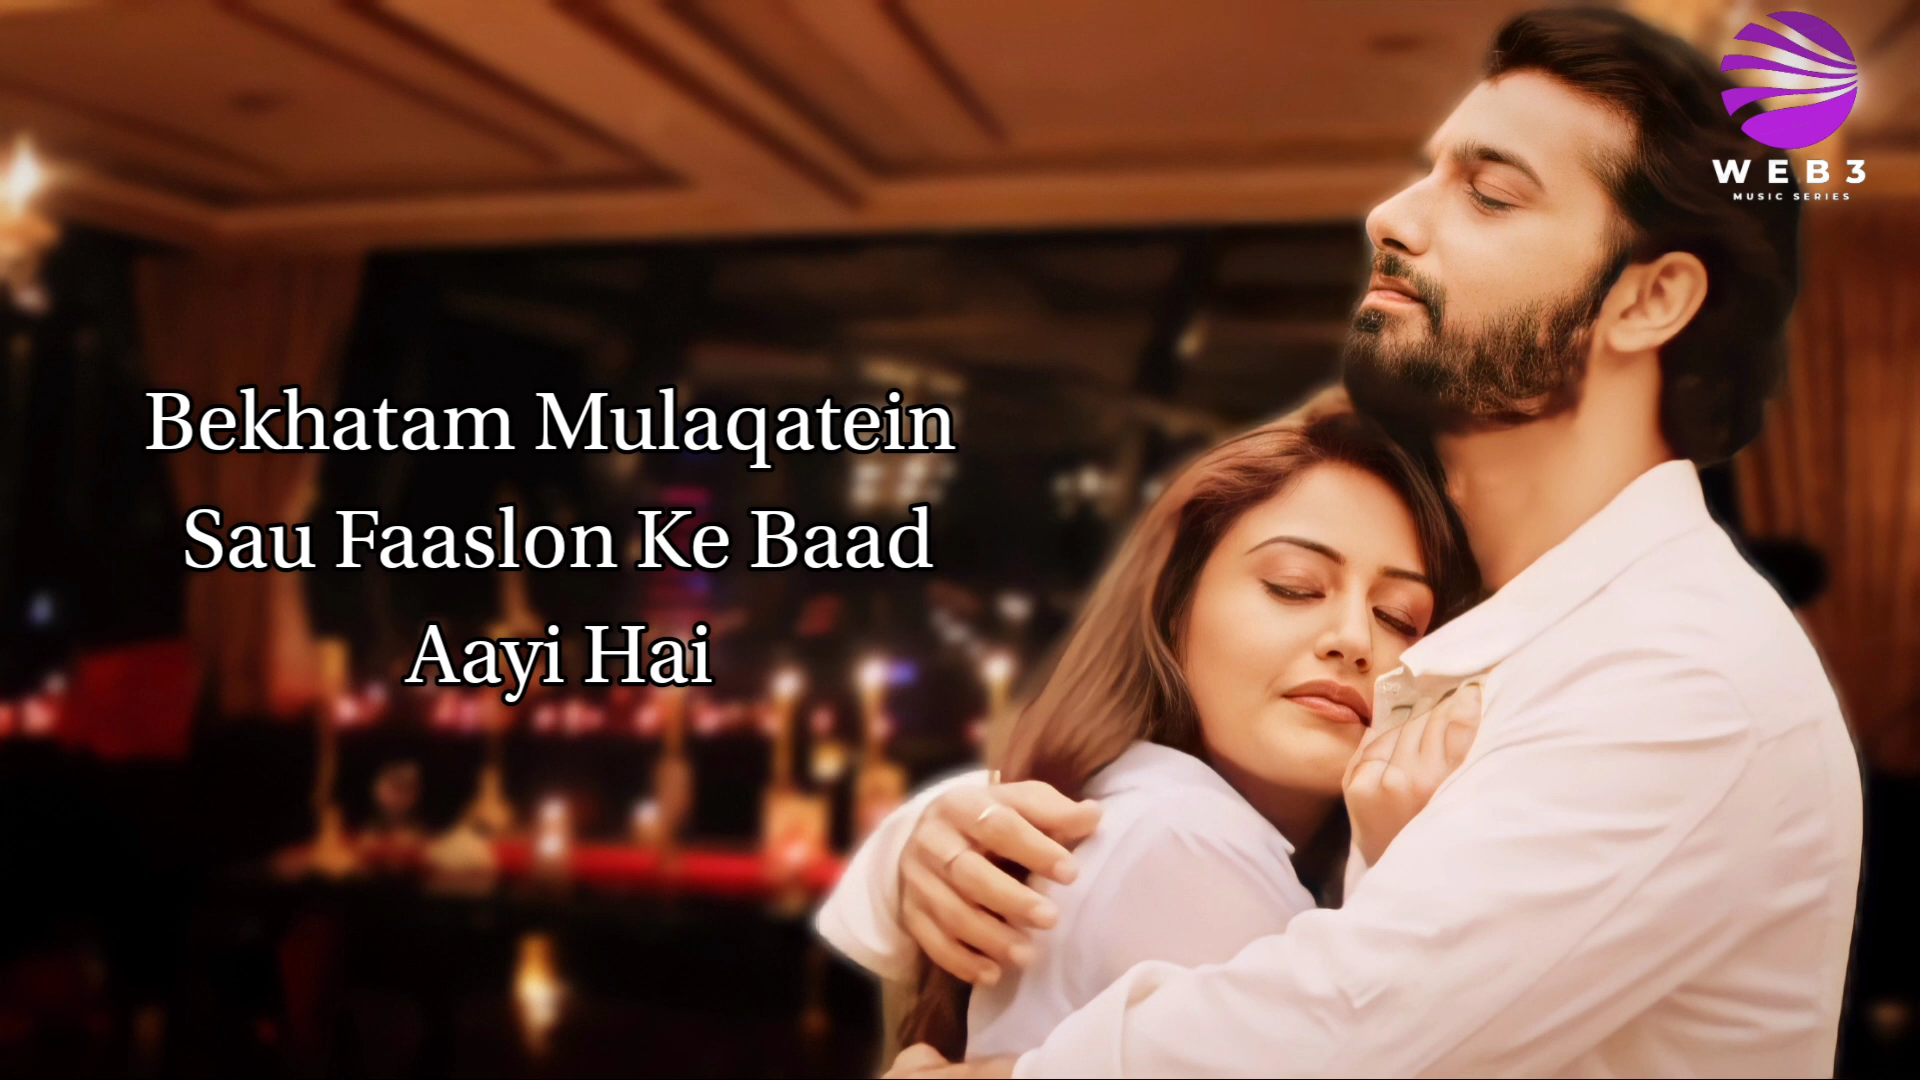 WEB3
MUSIC SERIES
Bekhatam Mulaqatein
Sau Faaslon Ke Baad
Aayi Hai